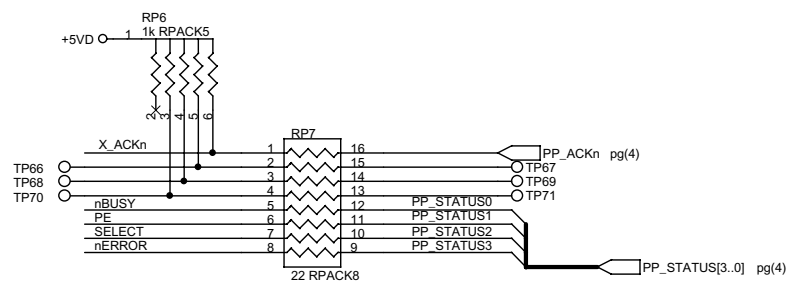 RP6
1k RPACK5
+5VD 1
2 3 4 5 6
RP7
X_ACKn 1 16 PP_ACKn pg(4)
TP66 2 15 TP67
TP68 3 14 TP69
TP70 4 13 TP71
nBUSY 5 12 PP_STATUS0
PE 6 11 PP_STATUS1
SELECT 7 10 PP_STATUS2
nERROR 8 9 PP_STATUS3
22 RPACK8
PP_STATUS[3..0] pg(4)